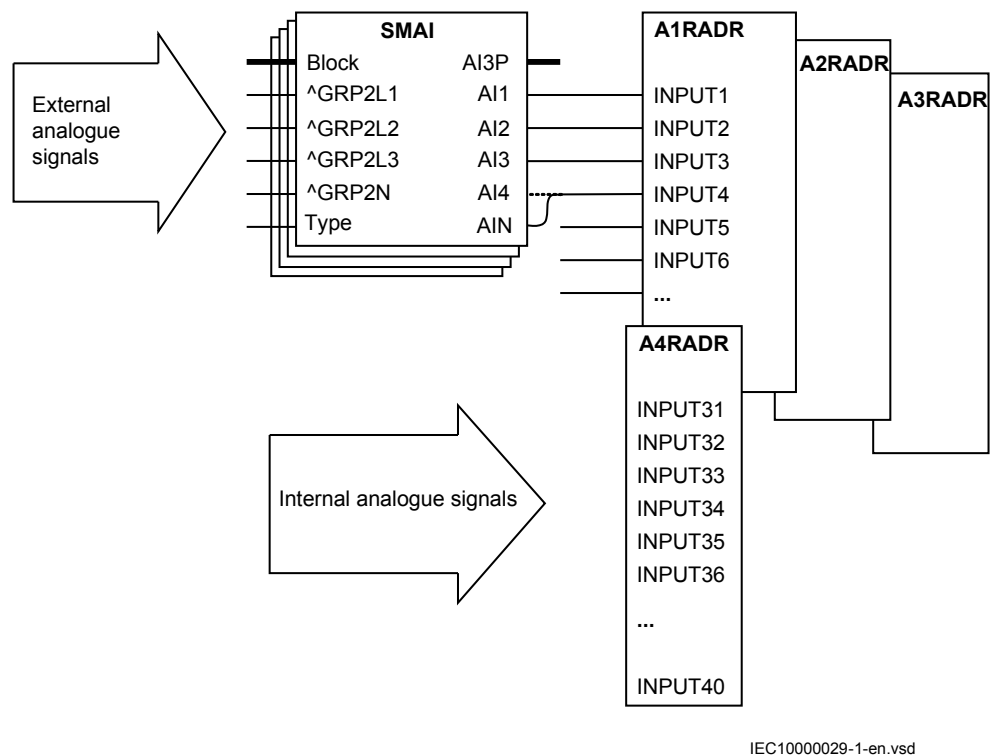 External
analogue
signals
SMAI
Block
^GRP2L1
^GRP2L2
^GRP2L3
^GRP2N
Type
AI3P
AI1
AI2
AI3
AI4
AIN
A1RADR
INPUT1
INPUT2
INPUT3
INPUT4
INPUT5
INPUT6
...
A2RADR
A3RADR
Internal analogue signals
A4RADR
INPUT31
INPUT32
INPUT33
INPUT34
INPUT35
INPUT36
...
INPUT40
IEC10000029-1-en.vsd